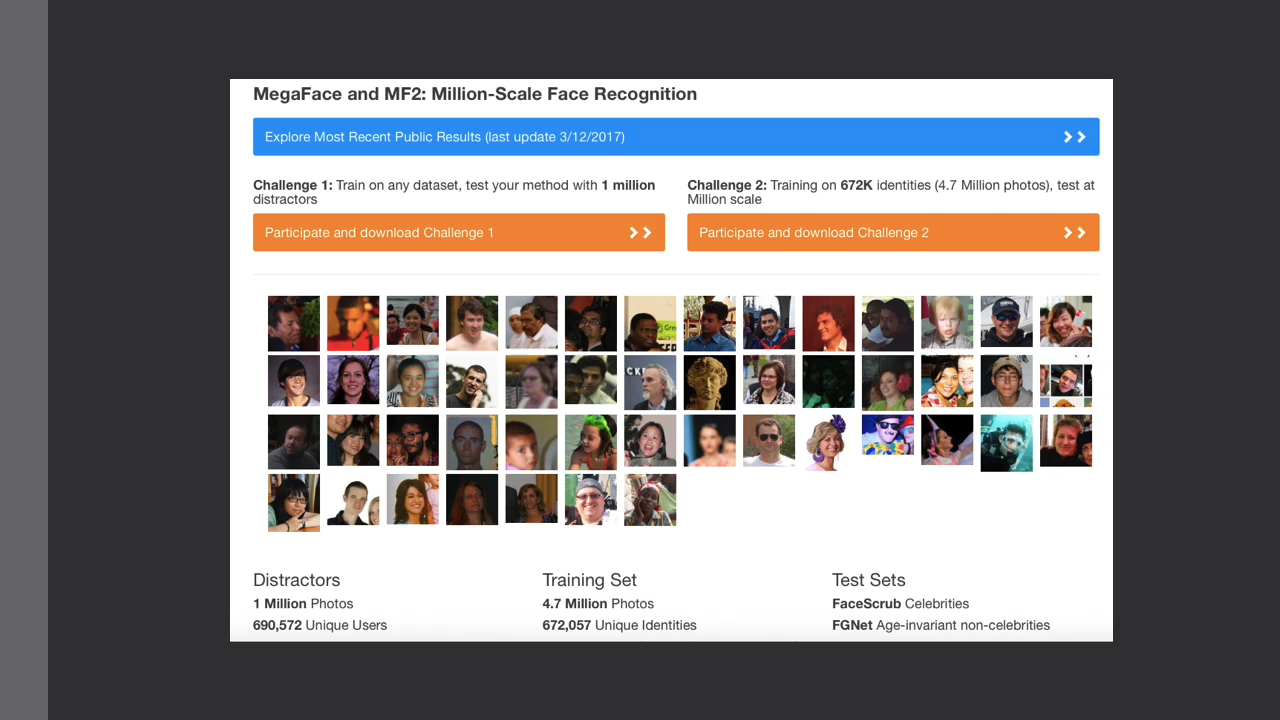 MegaFace and MF2: Million-Scale Face Recognition
Explore Most Recent Public Results (last update 3/12/2017)
Challenge 1: Train on any dataset, test your method with 1 million
distractors
Participate and download Challenge 1
Challenge 2: Training on 672K identities (4.7 Million photos), test at
Million scale
Participate and download Challenge 2
Distractors
1 Million Photos
690,572 Unique Users
Training Set
4.7 Million Photos
672,057 Unique Identities
Test Sets
FaceScrub Celebrities
FGNet Age-invariant non-celebrities